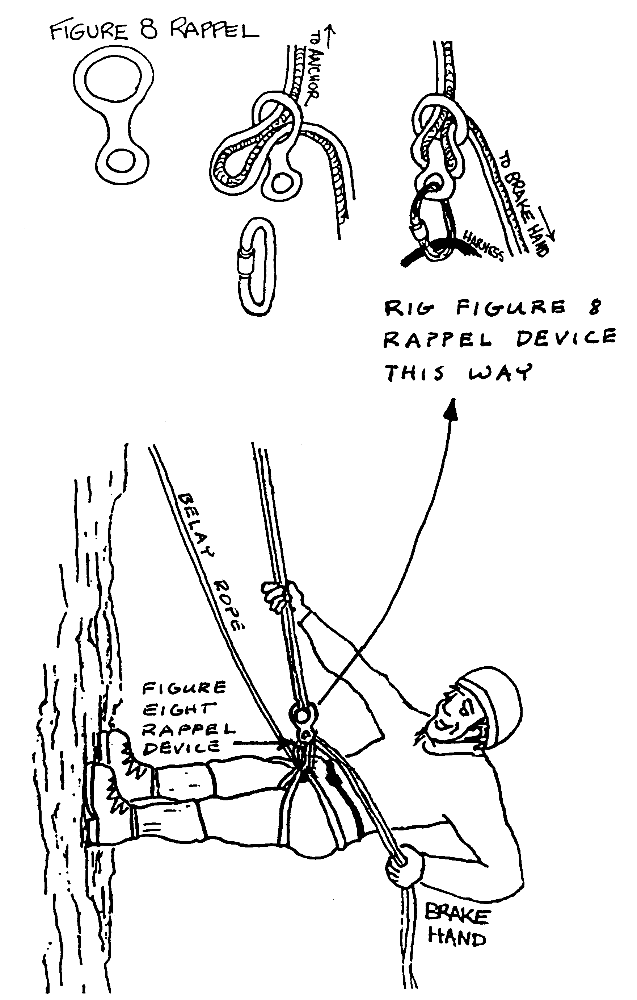 FIGURE 8 RAPPEL
TO ANCHOR
TO BRAKE HAND
HARNESS
RIG FIGURE 8
RAPPEL DEVICE
THIS WAY
BELAY ROPE
FIGURE
EIGHT
RAPPEL
DEVICE
BRAKE
HAND